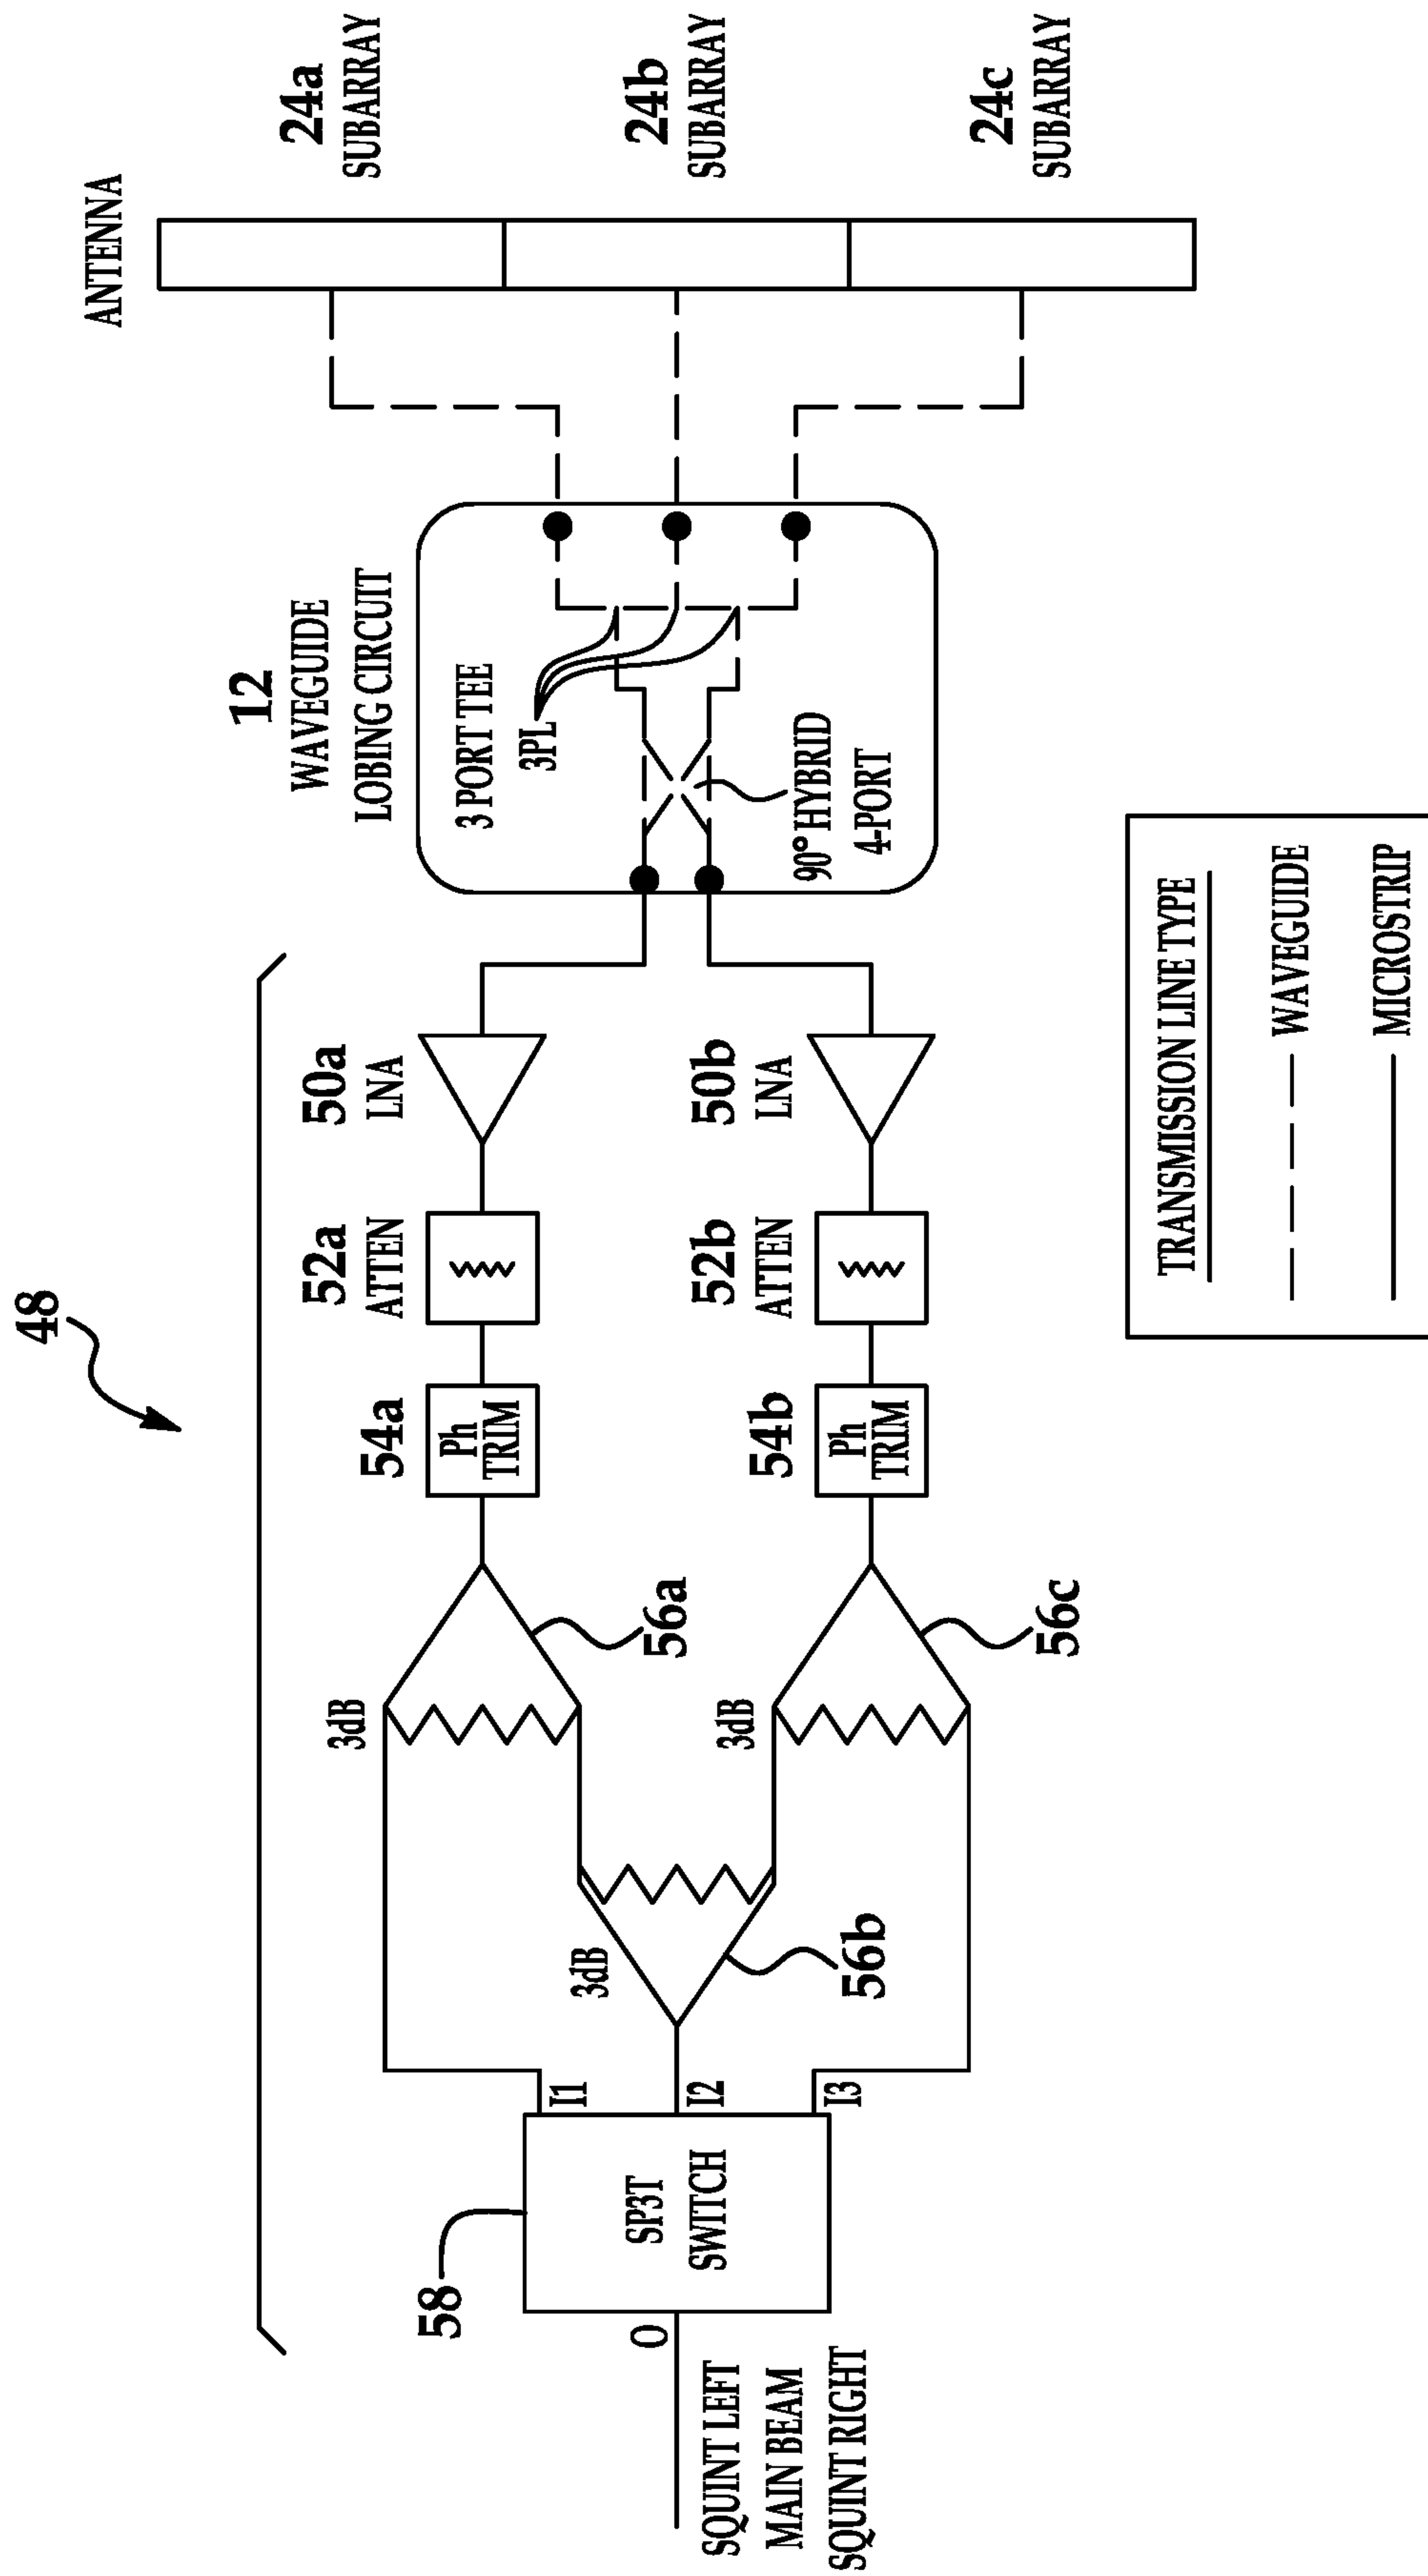 48
58
SP3T
SWITCH
O
I1
I2
I3
SQUINT LEFT
MAIN BEAM
SQUINT RIGHT
3dB
56a
3dB
56b
3dB
56c
54a
Ph
TRIM
54b
Ph
TRIM
52a
ATTEN
52b
ATTEN
50a
LNA
50b
LNA
12
WAVEGUIDE
LOBING CIRCUIT
3 PORT TEE
3PL
90° HYBRID
4-PORT
ANTENNA
24a
SUBARRAY
24b
SUBARRAY
24c
SUBARRAY
TRANSMISSION LINE TYPE
WAVEGUIDE
MICROSTRIP